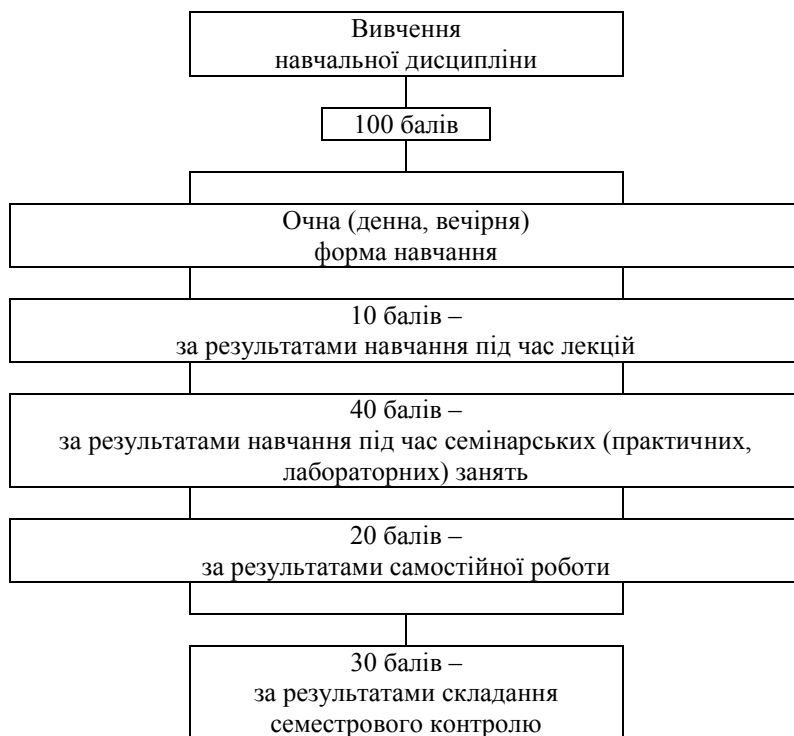 Вивчення
навчальної дисципліни
100 балів
Очна (денна, вечірня)
форма навчання
10 балів –
за результатами навчання під час лекцій
40 балів –
за результатами навчання під час семінарських (практичних,
лабораторних) занять
20 балів –
за результатами самостійної роботи
30 балів –
за результатами складання
семестрового контролю